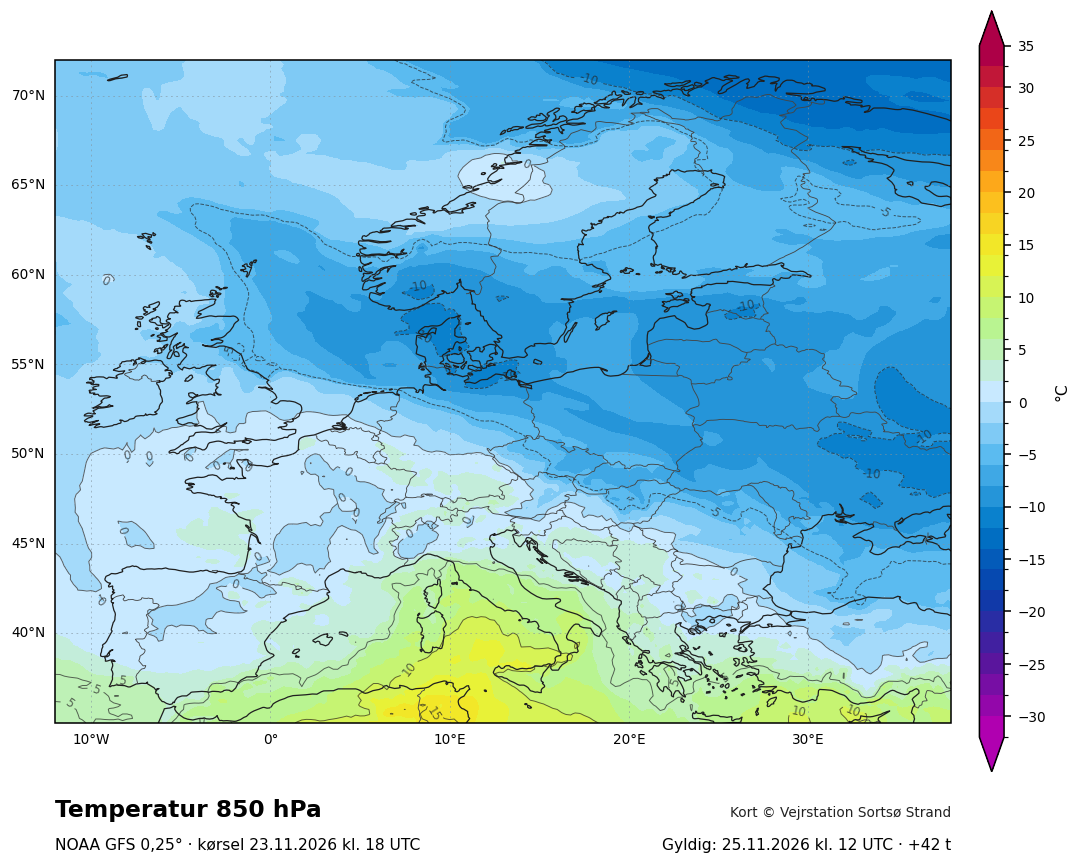 70°N
65°N
60°N
55°N
50°N
45°N
40°N
10°W
0°
10°E
20°E
30°E
35
30
25
20
15
10
5
0
−5
−10
−15
−20
−25
−30
°C
Temperatur 850 hPa
Kort © Vejrstation Sortsø Strand
NOAA GFS 0,25° · kørsel 23.11.2026 kl. 18 UTC
Gyldig: 25.11.2026 kl. 12 UTC · +42 t